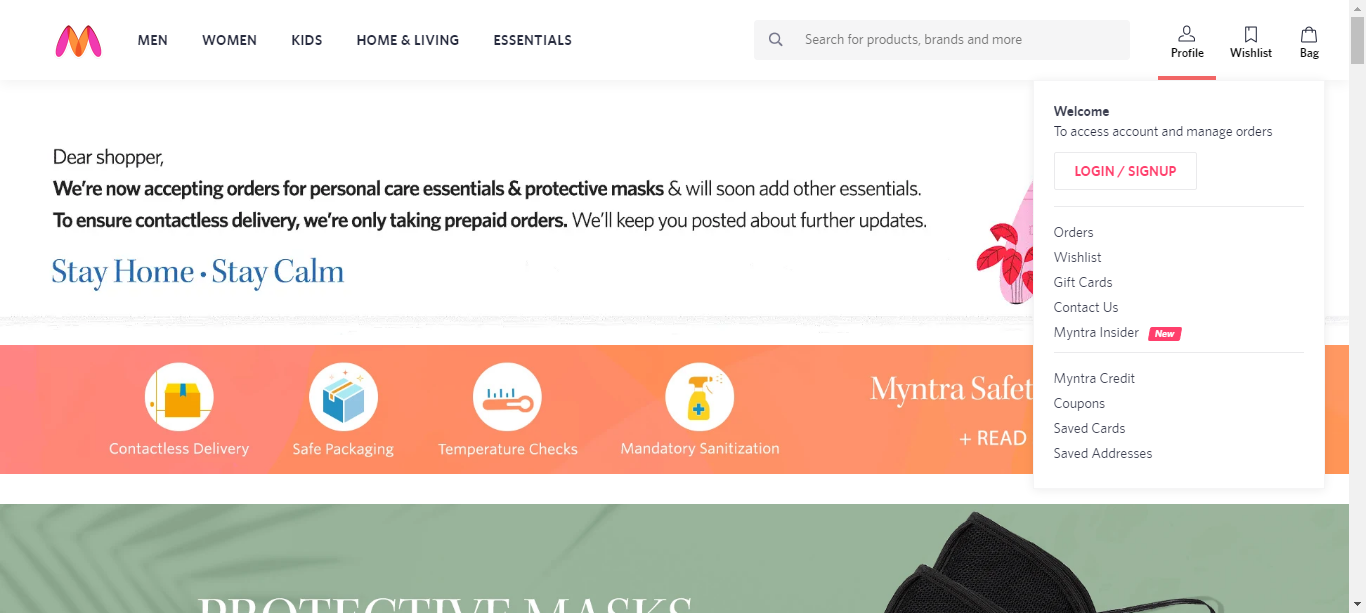 MEN
WOMEN
KIDS
HOME & LIVING
ESSENTIALS
Search for products, brands and more
Profile
Wishlist
Bag
Welcome
To access account and manage orders
LOGIN / SIGNUP
Orders
Wishlist
Gift Cards
Contact Us
Myntra Insider New
Myntra Credit
Coupons
Saved Cards
Saved Addresses
Dear shopper,
We're now accepting orders for personal care essentials & protective masks & will soon add other essentials.
To ensure contactless delivery, we're only taking prepaid orders. We'll keep you posted about further updates.
Stay Home • Stay Calm
Contactless Delivery
Safe Packaging
Temperature Checks
Mandatory Sanitization
Myntra Safet
+ READ
PROTECTIVE MASKS